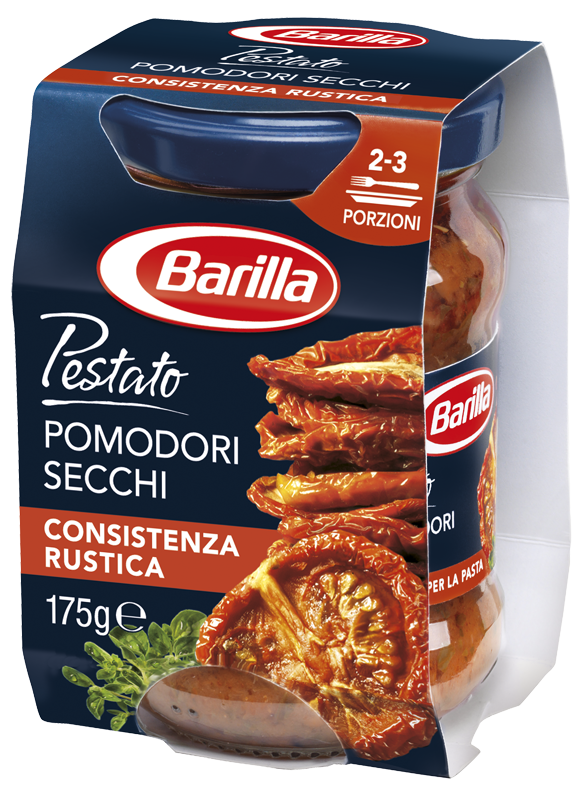 Barilla
Pestato
POMODORI SECCHI
CONSISTENZA RUSTICA
2-3
PORZIONI
Barilla
Pestato
POMODORI
SECCHI
CONSISTENZA
RUSTICA
175g℮
Barilla
PER LA PASTA